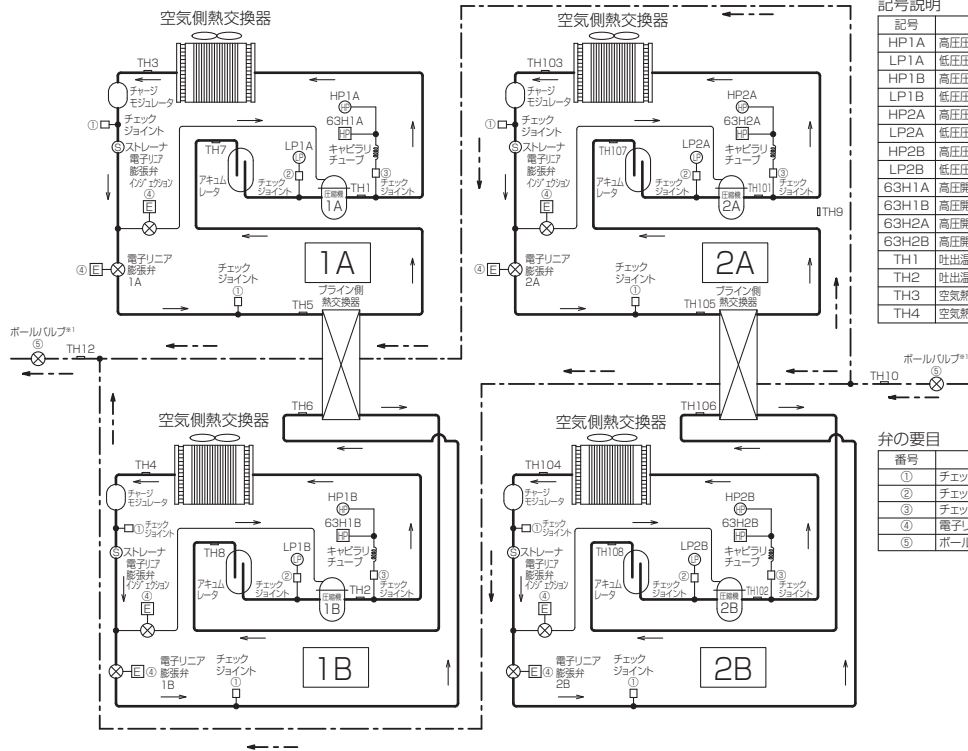 空気側熱交換器
TH3
チャージ
モジュレータ
①
チェック
ジョイント
S
ストレーナ
電子リニア
膨張弁
インジェクション
④
E
④
E
電子リニア
膨張弁
1A
HP1A
HP
63H1A
HP
キャピラリ
チューブ
LP1A
LP
②
チェック
ジョイント
③
チェック
ジョイント
TH7
アキュム
レータ
圧縮機
1A
TH1
1A
チェック
ジョイント
①
TH5
ブライン側
熱交換器
空気側熱交換器
TH103
チャージ
モジュレータ
①
チェック
ジョイント
S
ストレーナ
電子リニア
膨張弁
インジェクション
④
E
④
E
電子リニア
膨張弁
2A
HP2A
HP
63H2A
HP
キャピラリ
チューブ
LP2A
LP
②
チェック
ジョイント
③
チェック
ジョイント
TH107
アキュム
レータ
圧縮機
2A
TH101
TH9
2A
チェック
ジョイント
①
TH105
ブライン側
熱交換器
ボールバルブ※1
⑤
TH12
ボールバルブ※1
⑤
TH10
TH6
空気側熱交換器
TH4
チャージ
モジュレータ
①
チェック
ジョイント
S
ストレーナ
電子リニア
膨張弁
インジェクション
④
E
E
④
電子リニア
膨張弁
1B
HP1B
HP
63H1B
HP
キャピラリ
チューブ
LP1B
LP
②
チェック
ジョイント
③
チェック
ジョイント
TH8
アキュム
レータ
圧縮機
1B
TH2
1B
チェック
ジョイント
①
TH106
空気側熱交換器
TH104
チャージ
モジュレータ
①
チェック
ジョイント
S
ストレーナ
電子リニア
膨張弁
インジェクション
④
E
E
④
電子リニア
膨張弁
2B
HP2B
HP
63H2B
HP
キャピラリ
チューブ
LP2B
LP
②
チェック
ジョイント
③
チェック
ジョイント
TH108
アキュム
レータ
圧縮機
2B
TH102
2B
チェック
ジョイント
①
記号説明
記号
HP1A 高圧圧
LP1A 低圧圧
HP1B 高圧圧
LP1B 低圧圧
HP2A 高圧圧
LP2A 低圧圧
HP2B 高圧圧
LP2B 低圧圧
63H1A 高圧開
63H1B 高圧開
63H2A 高圧開
63H2B 高圧開
TH1 吐出温
TH2 吐出温
TH3 空気熱
TH4 空気熱
弁の要目
番号
① チェッ
② チェッ
③ チェッ
④ 電子リ
⑤ ボール